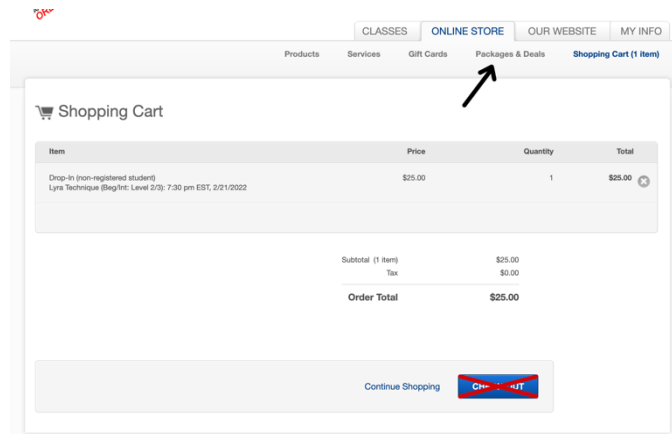 CLASSES ONLINE STORE OUR WEBSITE MY INFO
Products Services Gift Cards Packages & Deals Shopping Cart (1 item)
Shopping Cart
Item Price Quantity Total
Drop-In (non-registered student) $25.00 1 $25.00
Lyra Technique (Beg/Int: Level 2/3): 7:30 pm EST, 2/21/2022
Subtotal (1 item) $25.00
Tax $0.00
Order Total $25.00
Continue Shopping